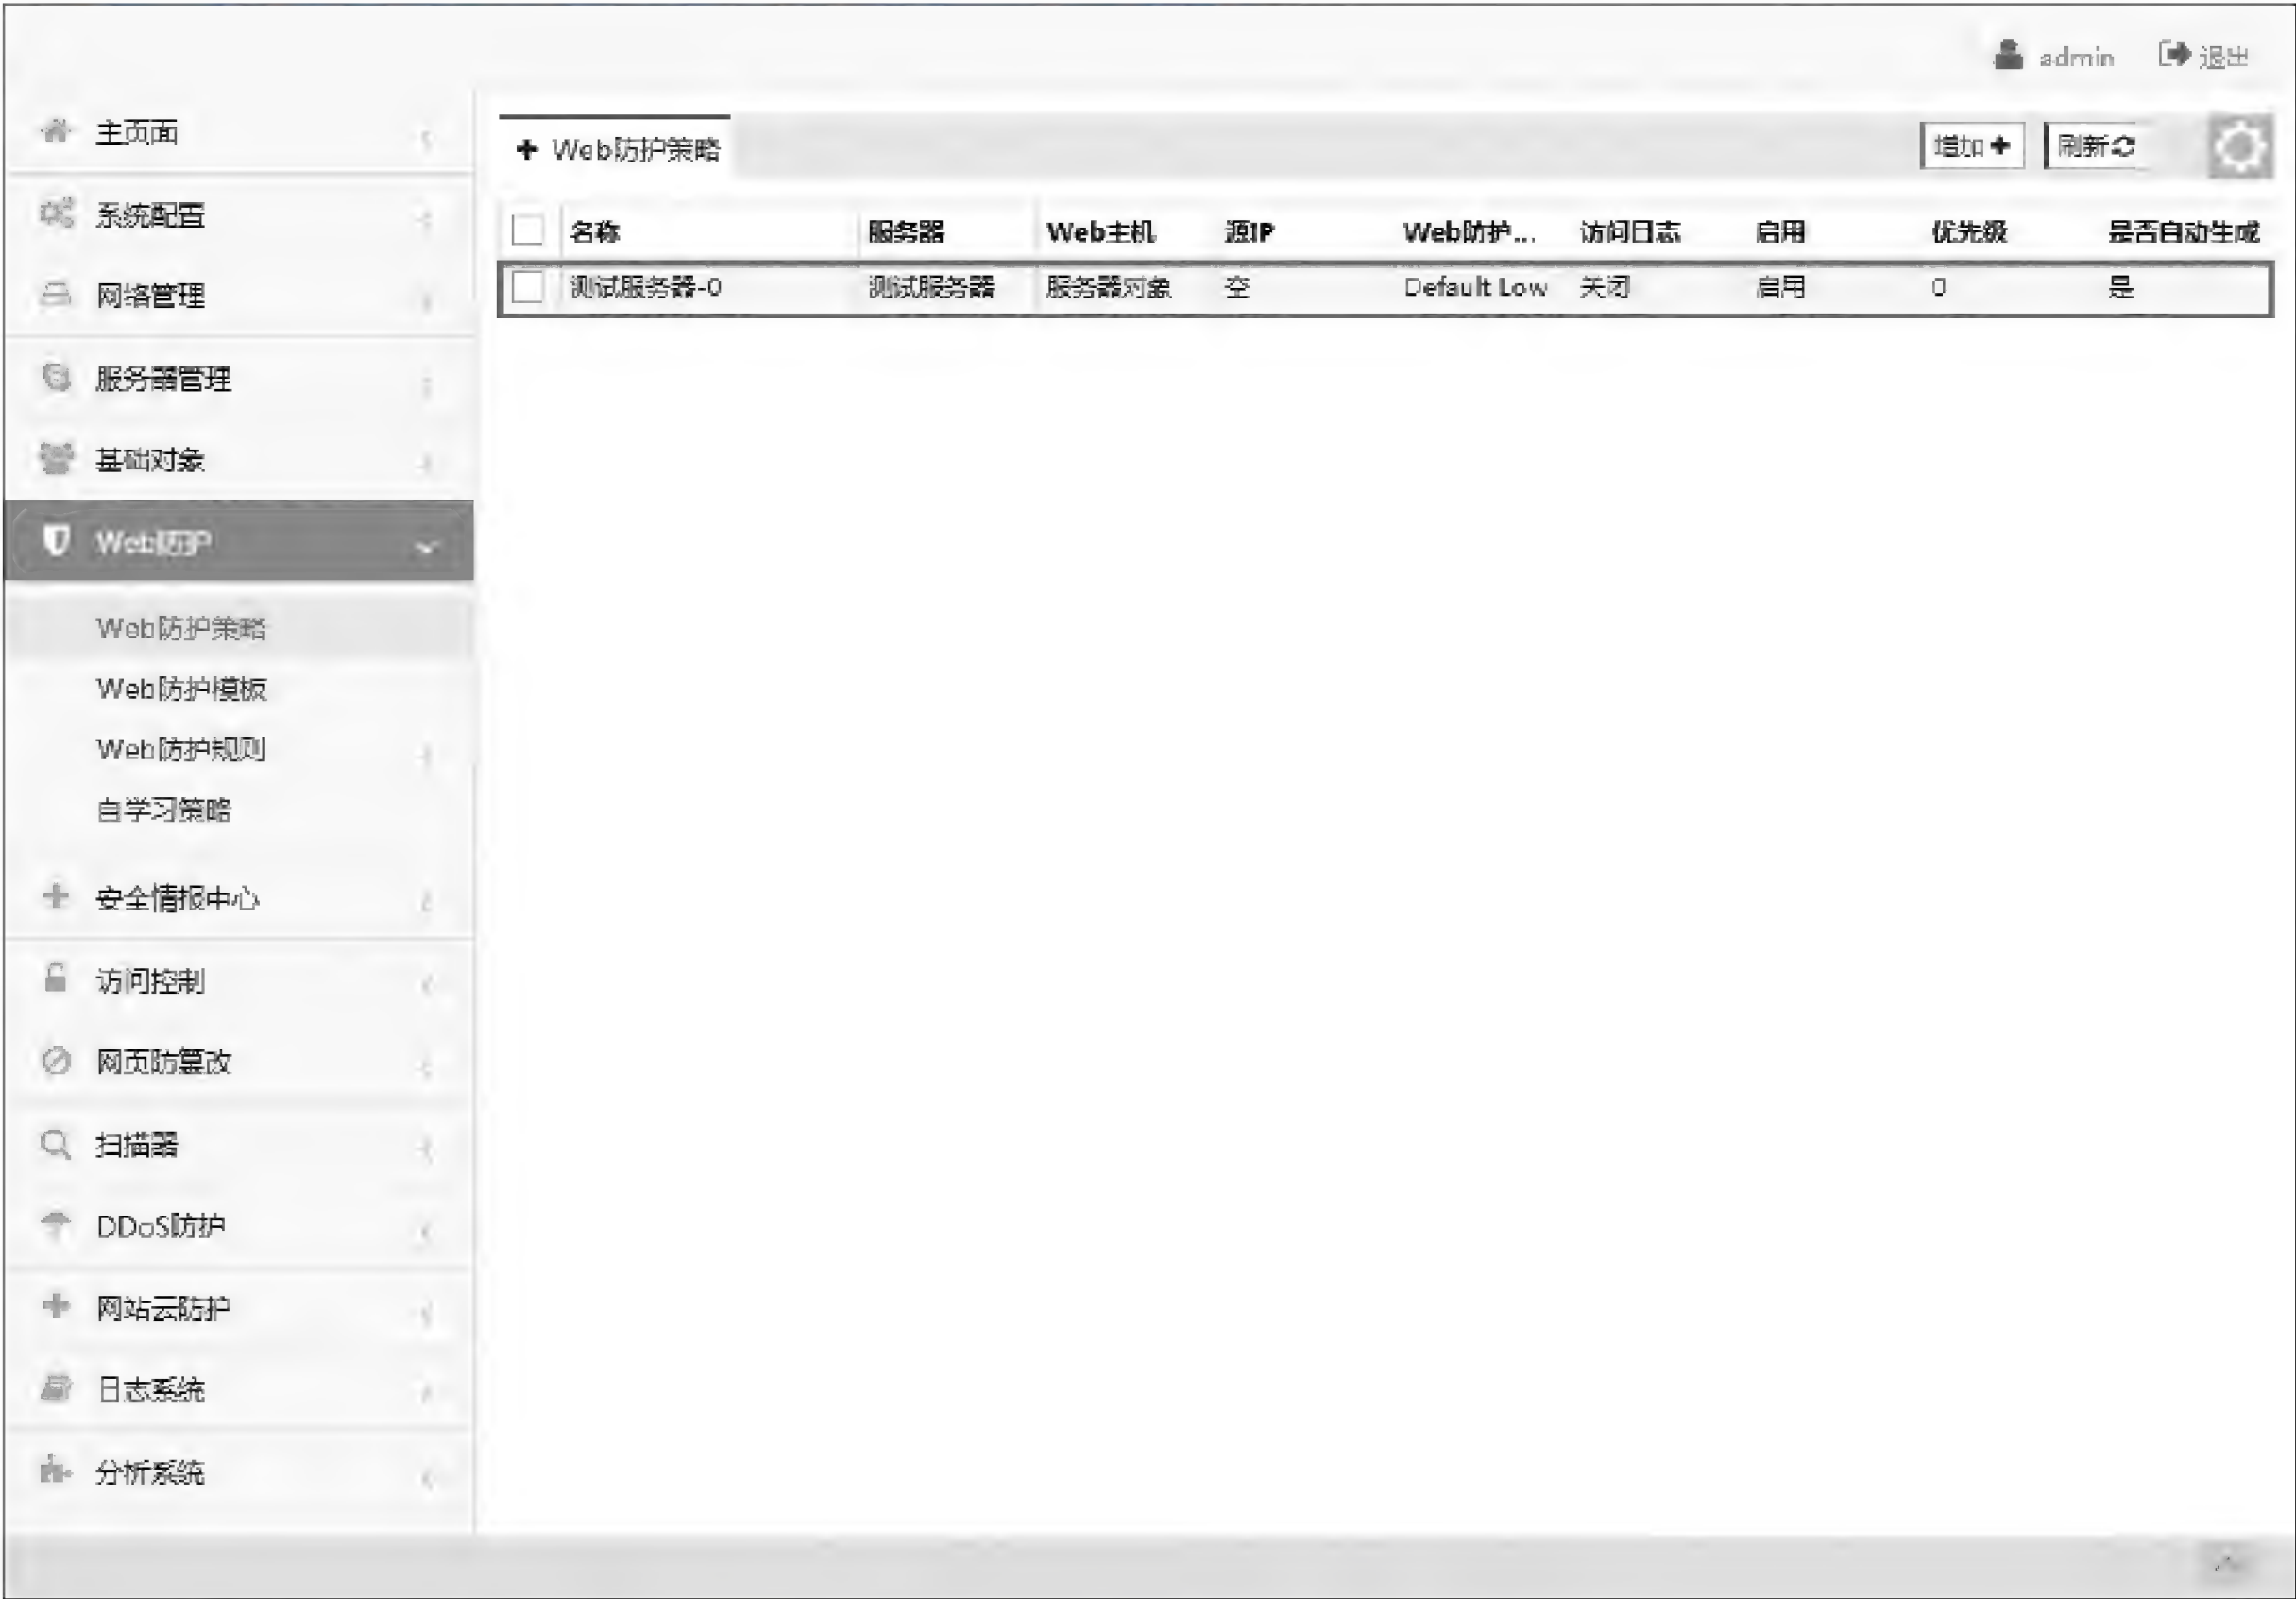 admin 退出
主页面
系统配置
网络管理
服务器管理
基础对象
Web防护
Web防护策略
Web防护模板
Web防护规则
自学习策略
安全情报中心
访问控制
网页防篡改
扫描器
DDoS防护
网站云防护
日志系统
分析系统
Web防护策略 增加 刷新
名称 服务器 Web主机 源IP Web防护... 访问日志 启用 优先级 是否自动生成
测试服务器-0 测试服务器 服务器对象 空 Default Low 关闭 启用 0 是